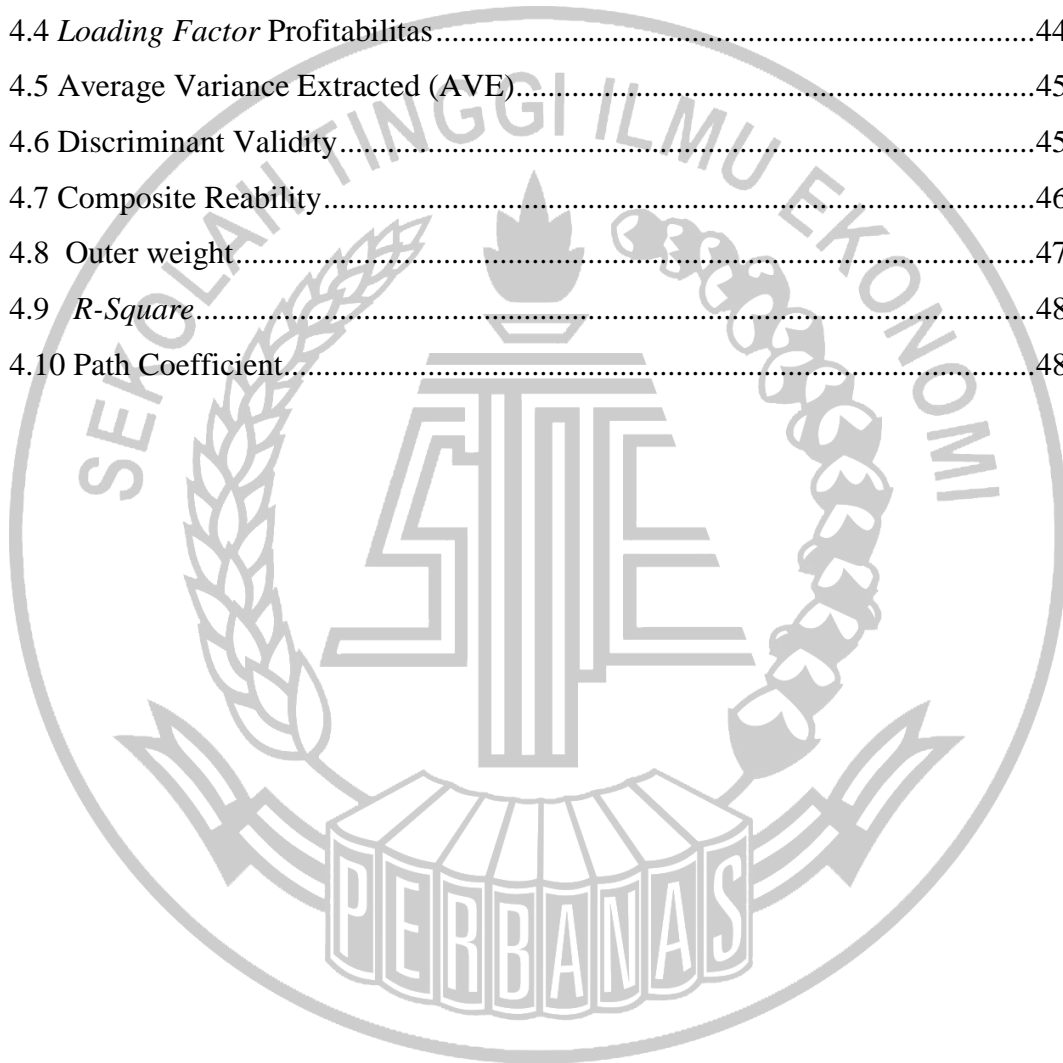 4.4 Loading Factor Profitabilitas....................................................................................44
4.5 Average Variance Extracted (AVE)........................................................................45
4.6 Discriminant Validity.................................................................................................45
4.7 Composite Reability...................................................................................................46
4.8 Outer weight................................................................................................................47
4.9 R-Square.....................................................................................................................48
4.10 Path Coefficient.........................................................................................................48
SEKOLAH TINGGI ILMU EKONOMI
STIE
PERBANAS